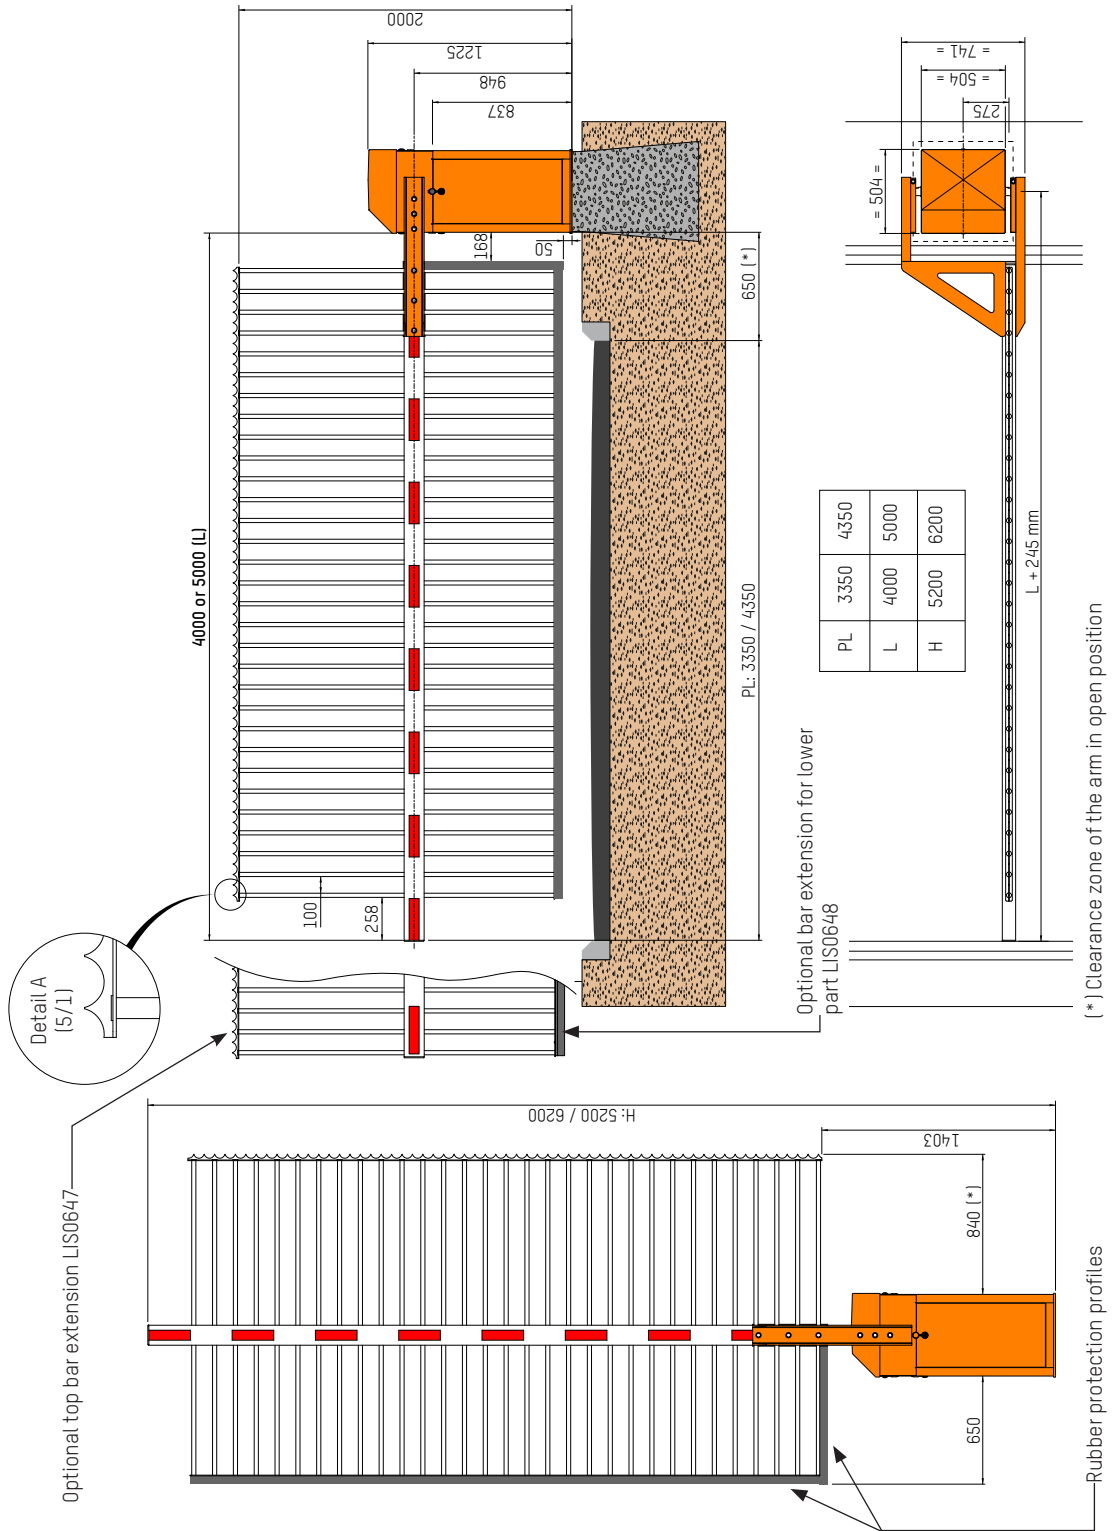 Detail A
(5/1)
Optional top bar extension LIS0647
4000 or 5000 (L)
2000
1225
948
837
168
50
100
258
650 (*)
PL: 3350 / 4350
Optional bar extension for lower
part LIS0648
H: 5200 / 6200
1403
840 (*)
650
Rubber protection profiles
PL 3350 4350
L 4000 5000
H 5200 6200
= 741 =
= 504 =
275
= 504 =
L + 245 mm
(*) Clearance zone of the arm in open position